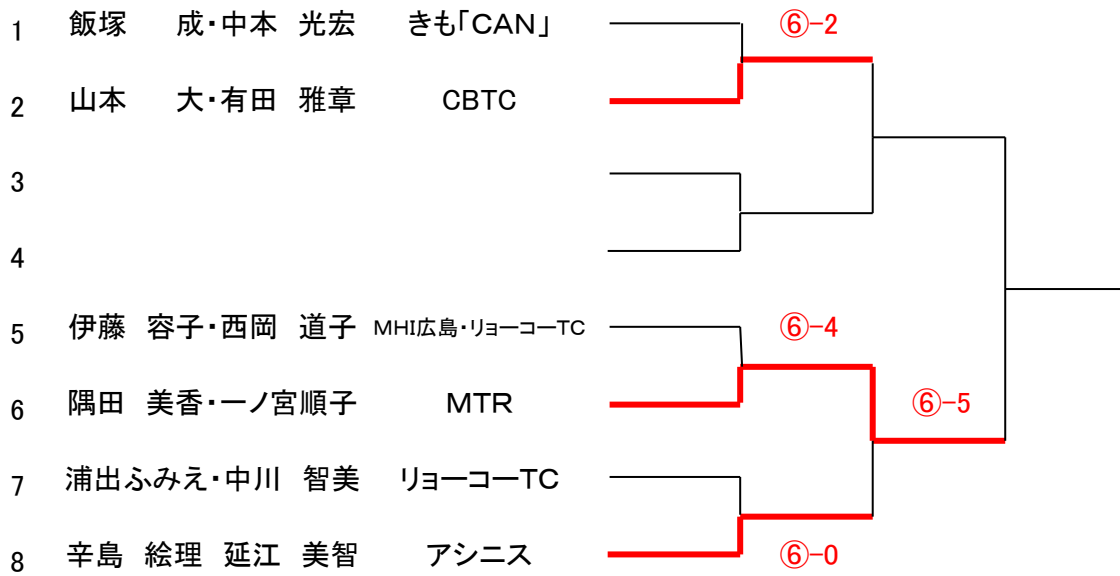 1 飯塚 成・中本 光宏 きも「CAN」 ⑥-2
2 山本 大・有田 雅章 CBTC
3
4
5 伊藤 容子・西岡 道子 MHI広島・リョーコーTC ⑥-4
6 隅田 美香・一ノ宮順子 MTR ⑥-5
7 浦出ふみえ・中川 智美 リョーコーTC
8 辛島 絵理 延江 美智 アシニス ⑥-0